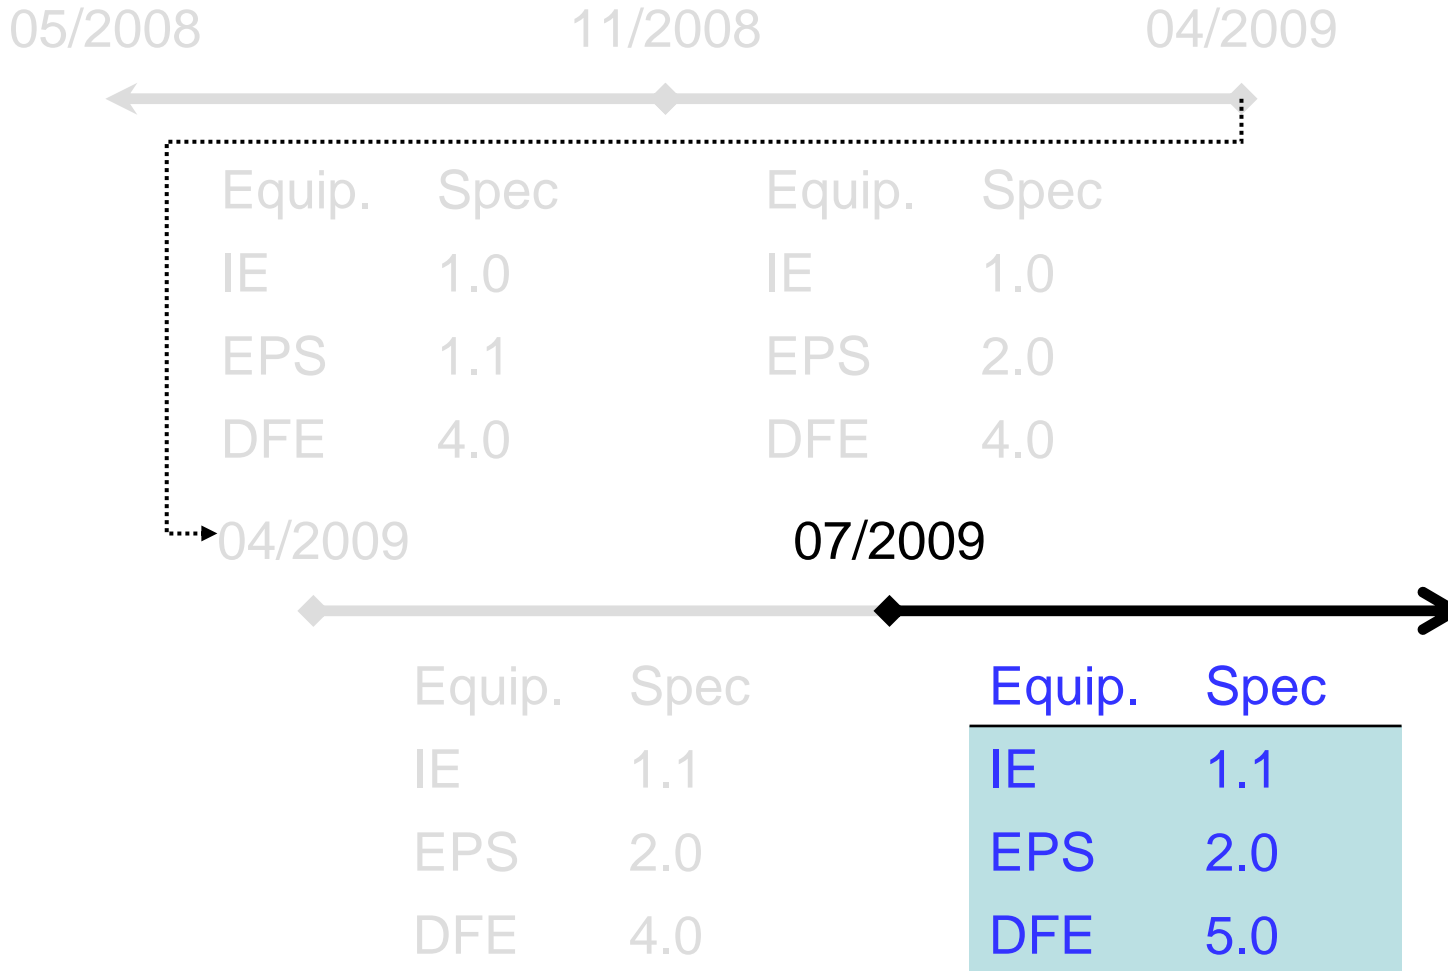 05/2008 11/2008 04/2009
Equip. Spec Equip. Spec
IE 1.0 IE 1.0
EPS 1.1 EPS 2.0
DFE 4.0 DFE 4.0
04/2009 07/2009
Equip. Spec Equip. Spec
IE 1.1 IE 1.1
EPS 2.0 EPS 2.0
DFE 4.0 DFE 5.0